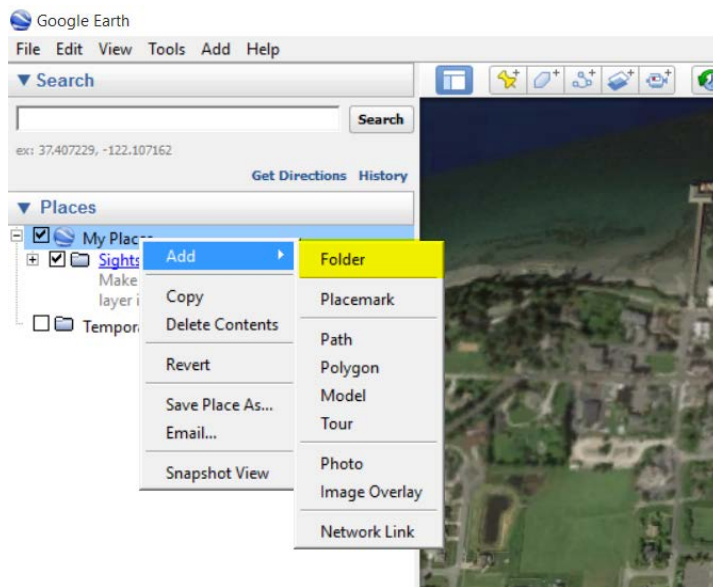 Google Earth
File Edit View Tools Add Help
Search
Search
ex: 37.407229, -122.107162
Get Directions History
Places
My Places
Sights
Make
layer i
Tempora
Add
Copy
Delete Contents
Revert
Save Place As...
Email...
Snapshot View
Folder
Placemark
Path
Polygon
Model
Tour
Photo
Image Overlay
Network Link